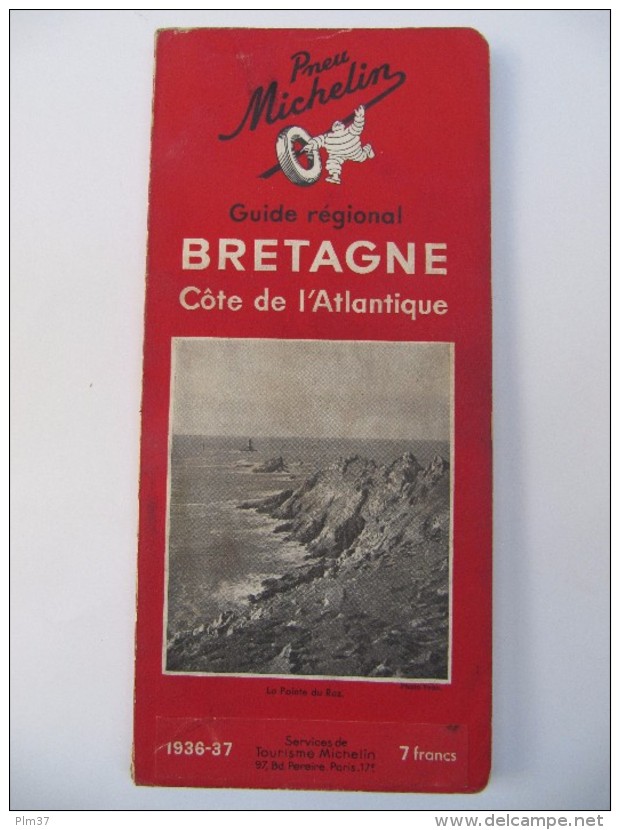 Pneu
Michelin
Guide régional
BRETAGNE
Côte de l'Atlantique
La Pointe du Raz.
1936-37
Services de
Tourisme Michelin
97, Bd. Pereire. Paris. 17e
7 francs
Plm37
www.delcampe.net